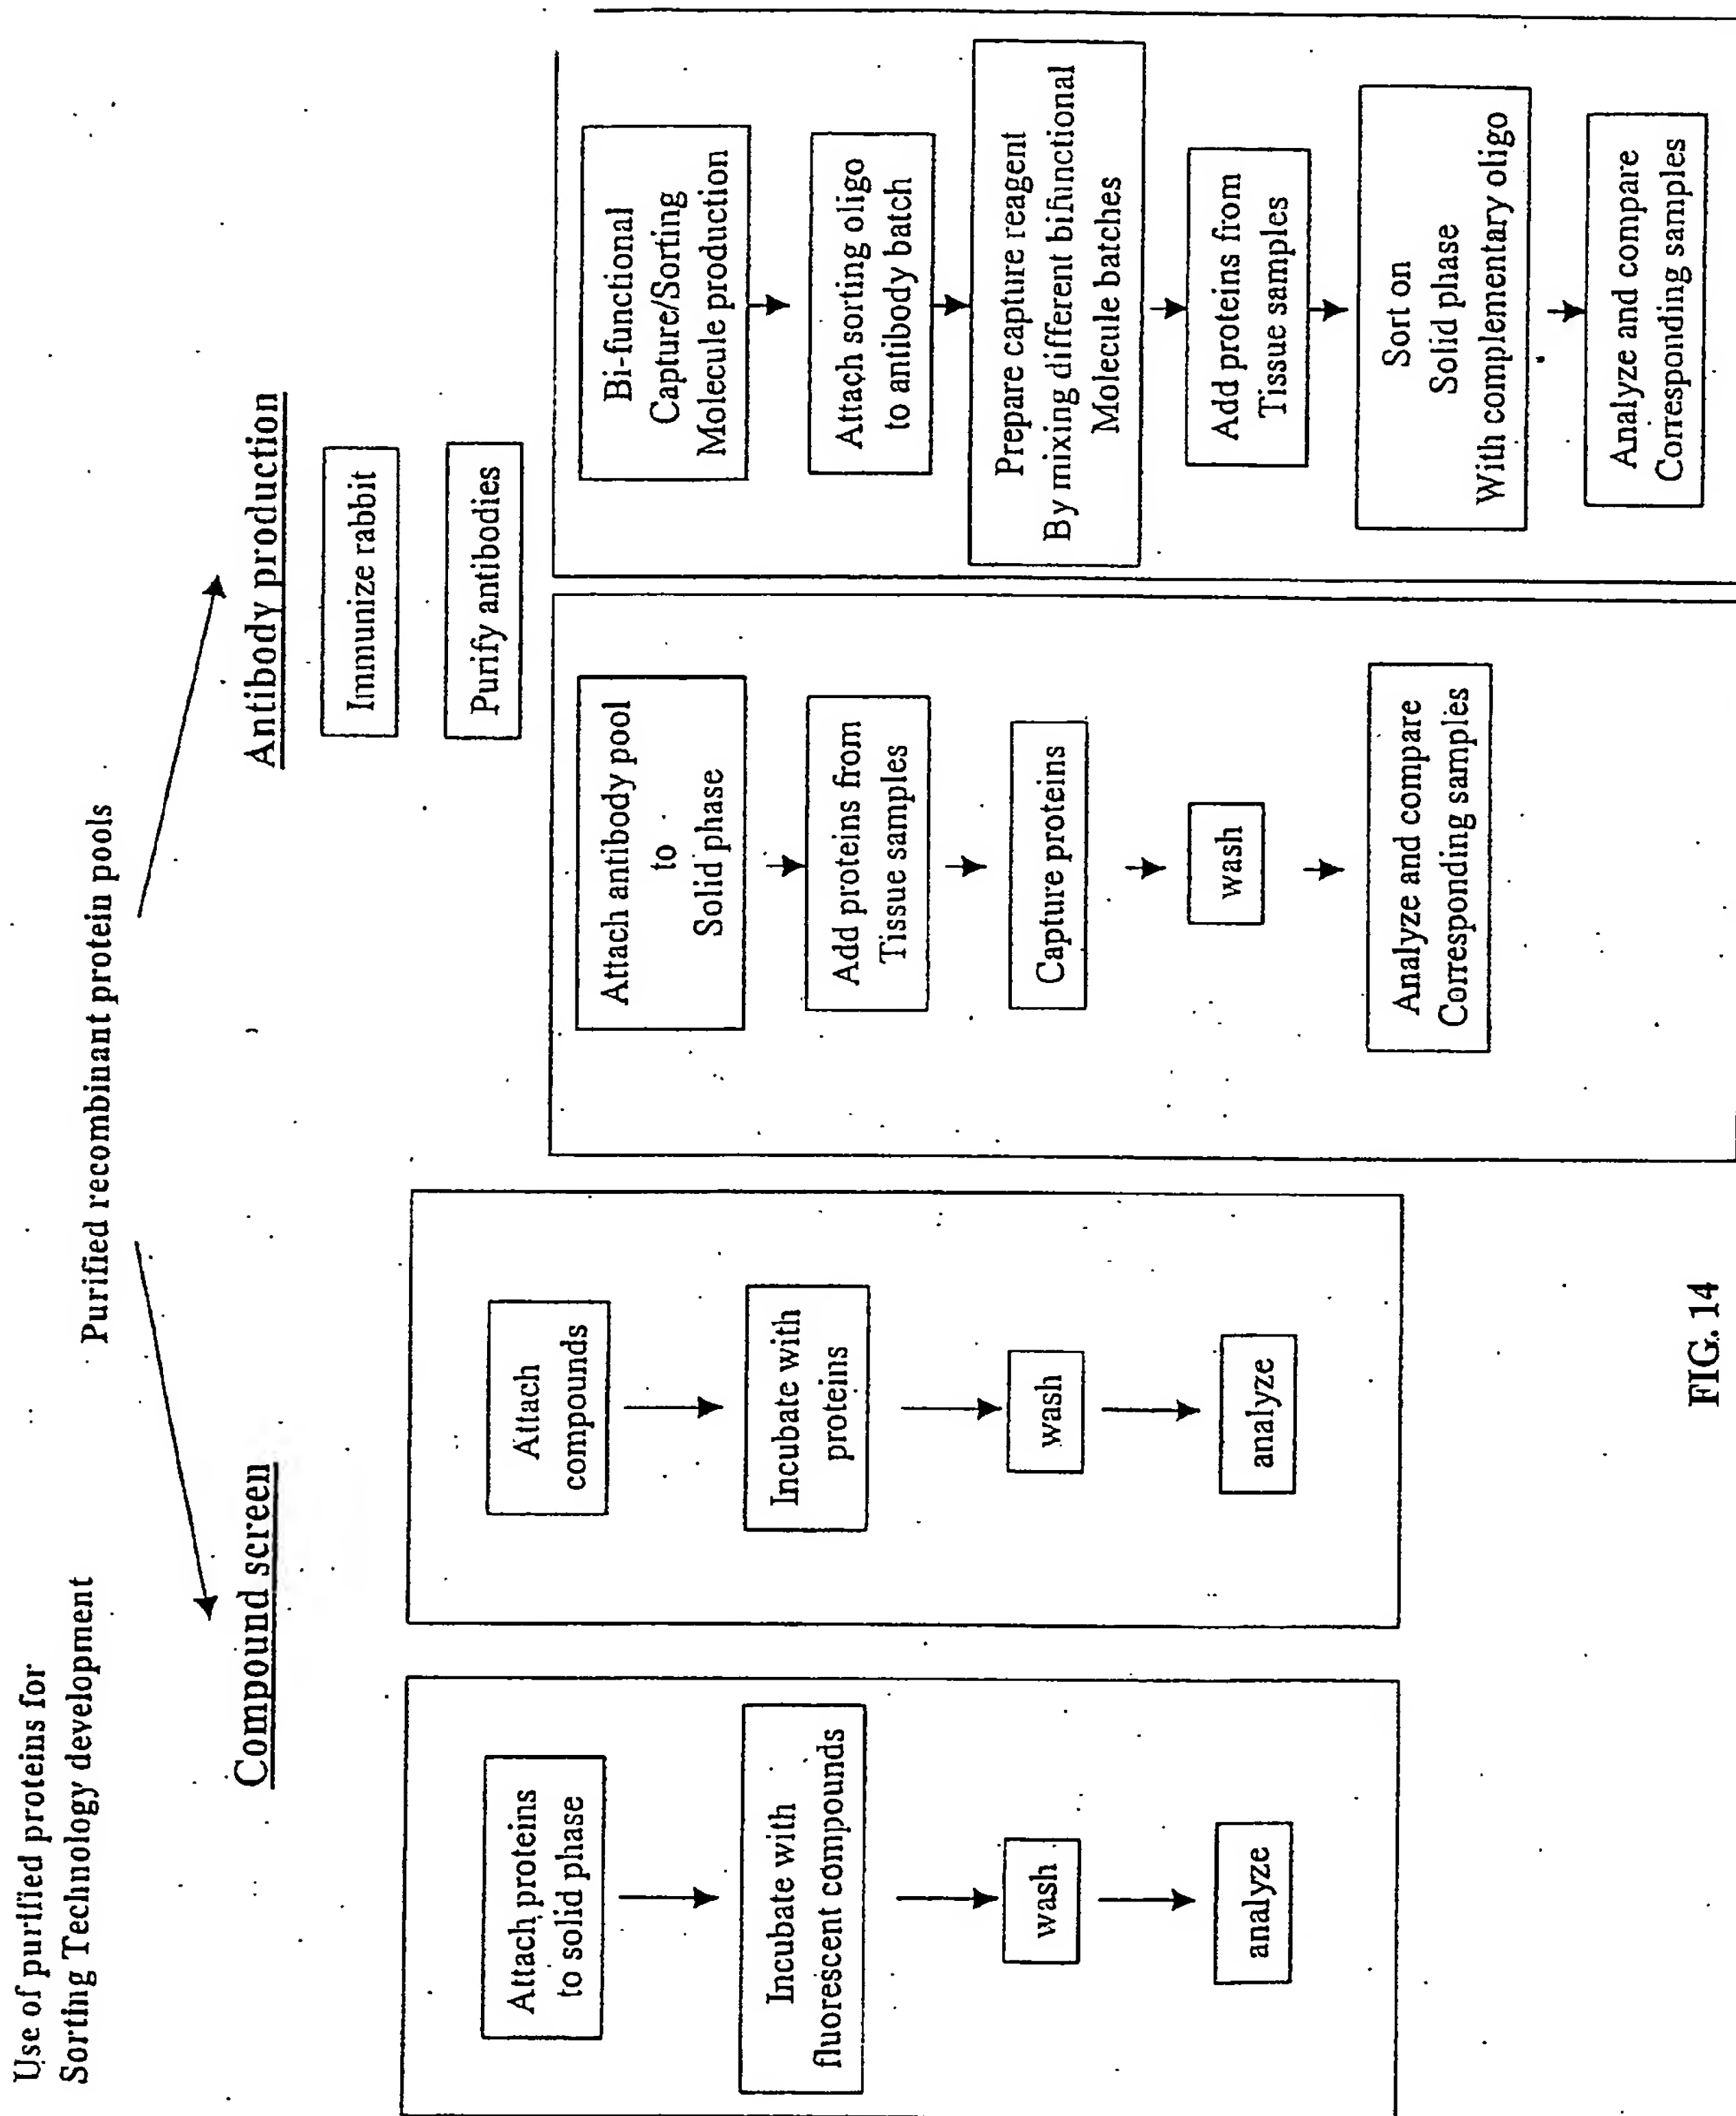 Use of purified proteins for
Sorting Technology development
Purified recombinant protein pools
Compound screen
Attach proteins
to solid phase
Incubate with
fluorescent compounds
wash
analyze
Attach
compounds
Incubate with
proteins
wash
analyze
Antibody production
Immunize rabbit
Purify antibodies
Attach antibody pool
to
Solid phase
Add proteins from
Tissue samples
Capture proteins
wash
Analyze and compare
Corresponding samples
Bi-functional
Capture/Sorting
Molecule production
Attach sorting oligo
to antibody batch
Prepare capture reagent
By mixing different bifunctional
Molecule batches
Add proteins from
Tissue samples
Sort on
Solid phase
With complementary oligo
Analyze and compare
Corresponding samples
FIG. 14